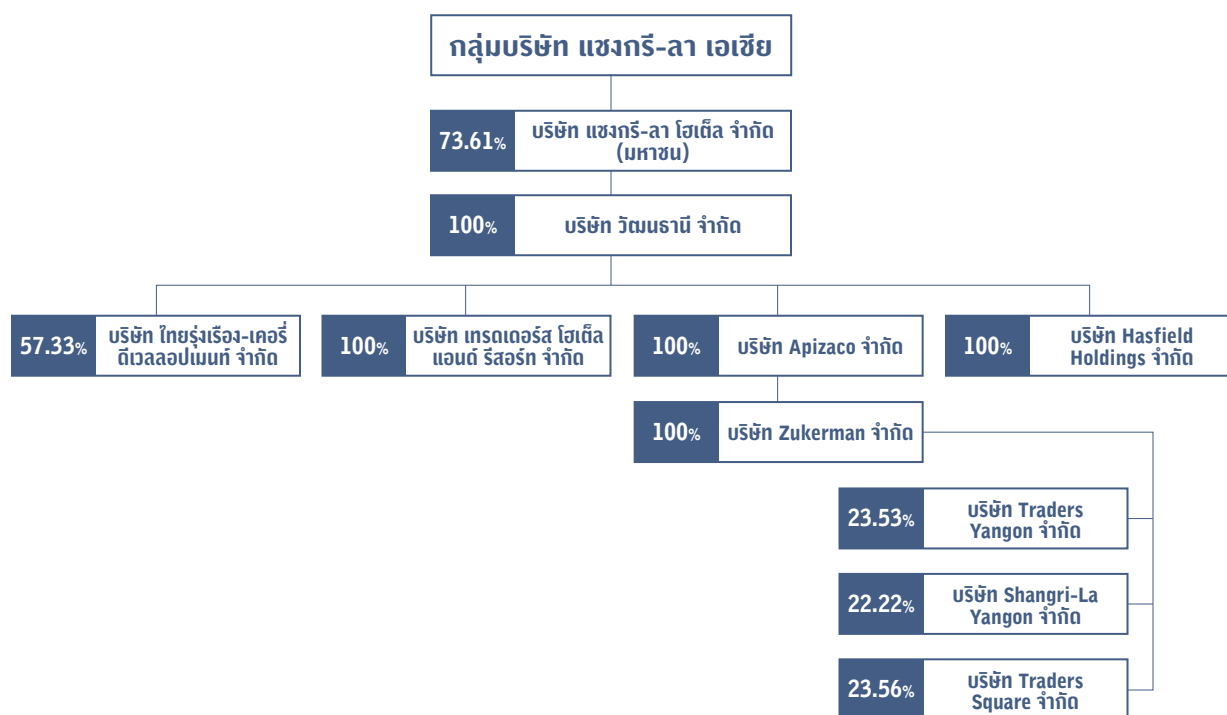 กลุ่มบริษัท แชงกรี-ลา เอเชีย
73.61%
บริษัท แชงกรี-ลา โฮเต็ล จำกัด
(มหาชน)
100%
บริษัท วัฒนธานี จำกัด
57.33%
บริษัท ไทยรุ่งเรือง-เคอรี่
ดีเวลลอปเมนท์ จำกัด
100%
บริษัท เทรดเดอร์ส โฮเต็ล
แอนด์ รีสอร์ท จำกัด
100%
บริษัท Apizaco จำกัด
100%
บริษัท Hasfield
Holdings จำกัด
100%
บริษัท Zukerman จำกัด
23.53%
บริษัท Traders
Yangon จำกัด
22.22%
บริษัท Shangri-La
Yangon จำกัด
23.56%
บริษัท Traders
Square จำกัด